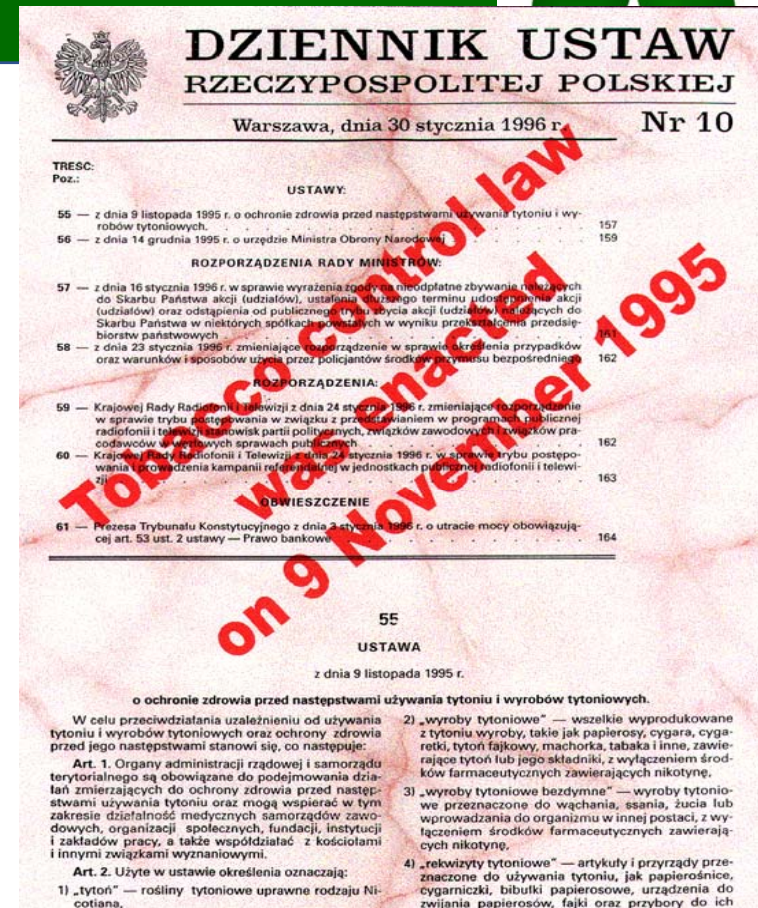 DZIENNIK USTAW
RZECZYPOSPOLITEJ POLSKIEJ
Warszawa, dnia 30 stycznia 1996 r.
Nr 10
TREŚĆ:
Poz.:
USTAWY:
55 — z dnia 9 listopada 1995 r. o ochronie zdrowia przed następstwami używania tytoniu i wy-
robów tytoniowych. 157
56 — z dnia 14 grudnia 1995 r. o urzędzie Ministra Obrony Narodowej 159
ROZPORZĄDZENIA RADY MINISTRÓW:
57 — z dnia 16 stycznia 1996 r. w sprawie wyrażenia zgody na nieodpłatne zbywanie należących
do Skarbu Państwa akcji (udziałów), ustalenia dłuższego terminu udostępnienia akcji
(udziałów) oraz odstąpienia od publicznego trybu zbycia akcji (udziałów) należących do
Skarbu Państwa w niektórych spółkach powstałych w wyniku przekształcenia przedsię-
biorstw państwowych 161
58 — z dnia 23 stycznia 1996 r. zmieniające rozporządzenie w sprawie określenia przypadków
oraz warunków i sposobów użycia przez policjantów środków przymusu bezpośredniego 162
ROZPORZĄDZENIA:
59 — Krajowej Rady Radiofonii i Telewizji z dnia 24 stycznia 1996 r. zmieniające rozporządzenie
w sprawie trybu postępowania w związku z przedstawianiem w programach publicznej
radiofonii i telewizji stanowisk partii politycznych, związków zawodowych i związków pra-
codawców w węzłowych sprawach publicznych 162
60 — Krajowej Rady Radiofonii i Telewizji z dnia 24 stycznia 1996 r. w sprawie trybu postępo-
wania i prowadzenia kampanii referendalnej w jednostkach publicznej radiofonii i telewi-
zji 163
OBWIESZCZENIE
61 — Prezesa Trybunału Konstytucyjnego z dnia 3 stycznia 1996 r. o utracie mocy obowiązują-
cej art. 53 ust. 2 ustawy — Prawo bankowe 164
Tobacco control law
was enacted
on 9 November 1995
55
USTAWA
z dnia 9 listopada 1995 r.
o ochronie zdrowia przed następstwami używania tytoniu i wyrobów tytoniowych.
W celu przeciwdziałania uzależnieniu od używania
tytoniu i wyrobów tytoniowych oraz ochrony zdrowia
przed jego następstwami stanowi się, co następuje:
Art. 1. Organy administracji rządowej i samorządu
terytorialnego są obowiązane do podejmowania dzia-
łań zmierzających do ochrony zdrowia przed następ-
stwami używania tytoniu oraz mogą wspierać w tym
zakresie działalność medycznych samorządów zawo-
dowych, organizacji społecznych, fundacji, instytucji
i zakładów pracy, a także współdziałać z kościołami
i innymi związkami wyznaniowymi.
Art. 2. Użyte w ustawie określenia oznaczają:
1) „tytoń” — rośliny tytoniowe uprawne rodzaju Ni-
cotiana,
2) „wyroby tytoniowe” — wszelkie wyprodukowane
z tytoniu wyroby, takie jak papierosy, cygara, cyga-
retki, tytoń fajkowy, machorka, tabaka i inne, zawie-
rające tytoń lub jego składniki, z wyłączeniem środ-
ków farmaceutycznych zawierających nikotynę,
3) „wyroby tytoniowe bezdymne” — wyroby tytonio-
we przeznaczone do wąchania, ssania, żucia lub
wprowadzania do organizmu w innej postaci, z wy-
łączeniem środków farmaceutycznych zawierają-
cych nikotynę,
4) „rekwizyty tytoniowe” — artykuły i przyrządy prze-
znaczone do używania tytoniu, jak papierośnice,
cygarniczki, bibułki papierosowe, urządzenia do
zwijania papierosów, fajki oraz przybory do ich